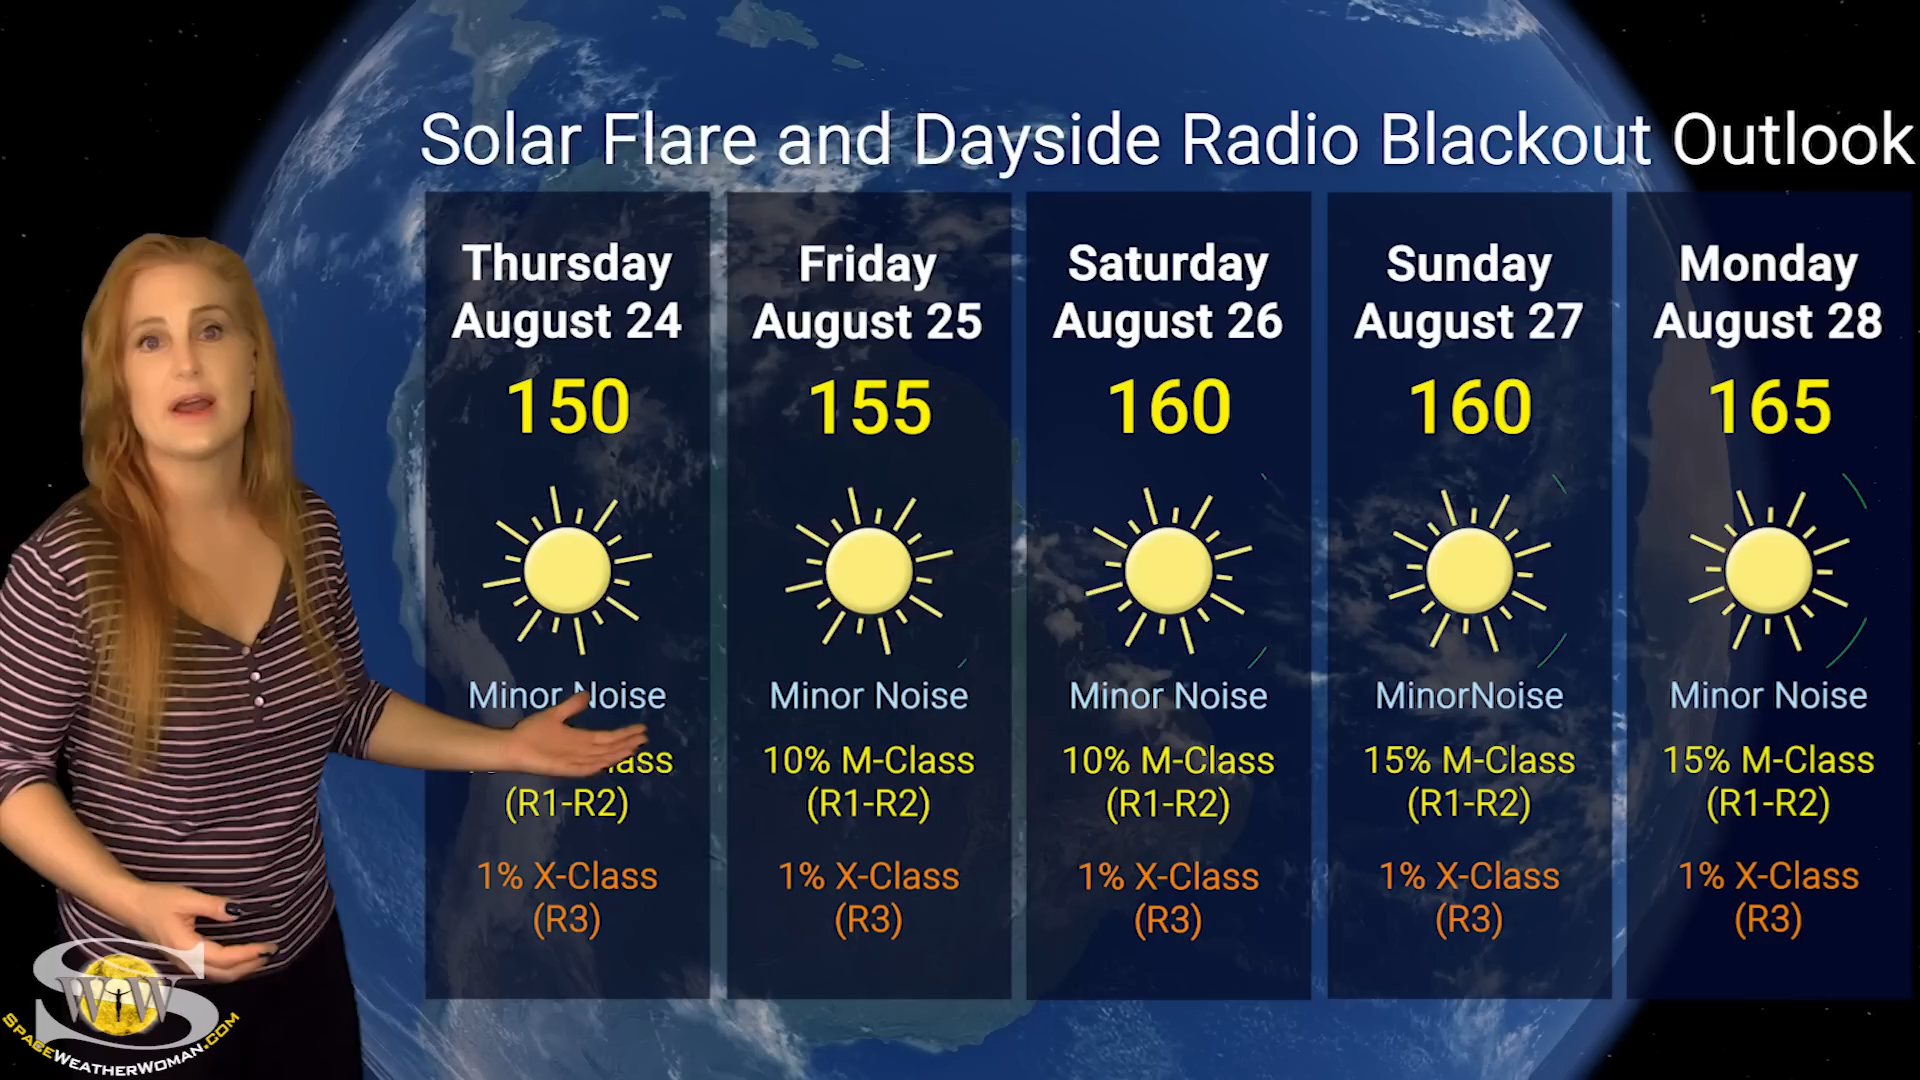 Solar Flare and Dayside Radio Blackout Outlook
Thursday
August 24
150
Minor Noise
(R1-R2)
1% X-Class
(R3)
Friday
August 25
155
Minor Noise
10% M-Class
(R1-R2)
1% X-Class
(R3)
Saturday
August 26
160
Minor Noise
10% M-Class
(R1-R2)
1% X-Class
(R3)
Sunday
August 27
160
MinorNoise
15% M-Class
(R1-R2)
1% X-Class
(R3)
Monday
August 28
165
Minor Noise
15% M-Class
(R1-R2)
1% X-Class
(R3)
SWW
SPACEWEATHERWOMAN.COM